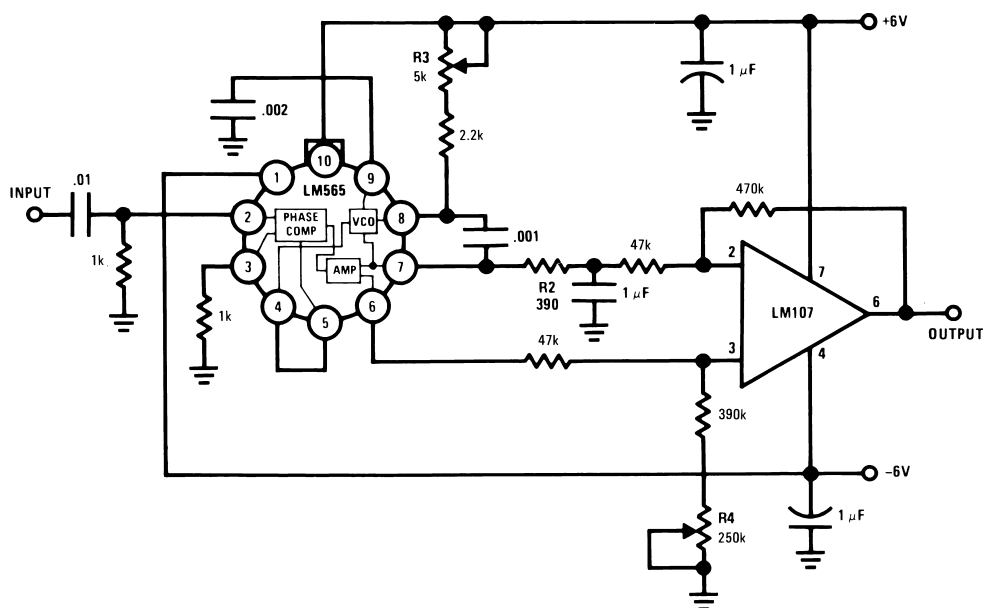 +6V
R3
5k
1 µF
.002
2.2k
10
1
9
LM565
INPUT
.01
470k
2
PHASE
COMP
VCO
8
.001
1k
47k
2
3
AMP
7
R2
390
1 µF
7
4
6
LM107
6
1k
5
47k
OUTPUT
3
4
390k
−6V
R4
250k
1 µF